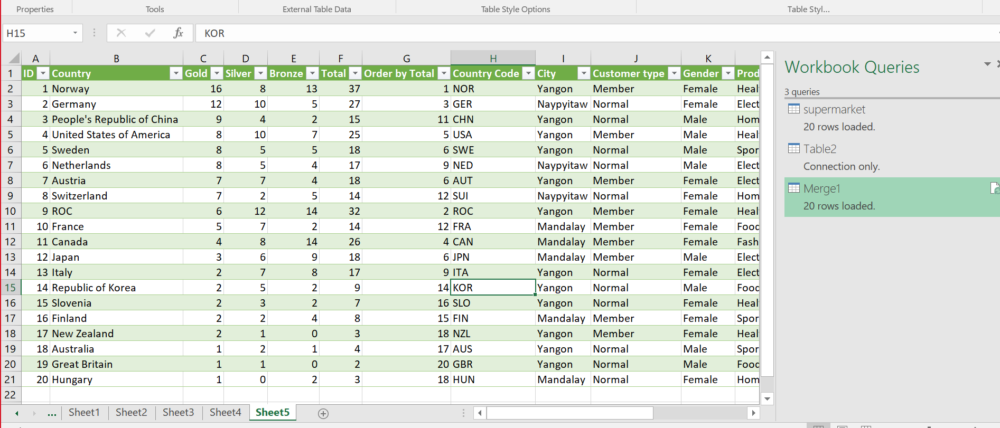 Properties Tools External Table Data Table Style Options Table Styl...
H15 fx KOR
A B C D E F G H I J K
1 ID Country Gold Silver Bronze Total Order by Total Country Code City Customer type Gender Prod
2 1 Norway 16 8 13 37 1 NOR Yangon Member Female Heal
3 2 Germany 12 10 5 27 3 GER Naypyitaw Normal Female Elect
4 3 People's Republic of China 9 4 2 15 11 CHN Yangon Normal Male Hom
5 4 United States of America 8 10 7 25 5 USA Yangon Member Male Heal
6 5 Sweden 8 5 5 18 6 SWE Yangon Normal Male Spor
7 6 Netherlands 8 5 4 17 9 NED Naypyitaw Normal Male Elect
8 7 Austria 7 7 4 18 6 AUT Yangon Member Female Elect
9 8 Switzerland 7 2 5 14 12 SUI Naypyitaw Normal Female Hom
10 9 ROC 6 12 14 32 2 ROC Yangon Member Female Heal
11 10 France 5 7 2 14 12 FRA Mandalay Member Female Food
12 11 Canada 4 8 14 26 4 CAN Mandalay Member Female Fash
13 12 Japan 3 6 9 18 6 JPN Mandalay Member Male Elect
14 13 Italy 2 7 8 17 9 ITA Yangon Normal Female Elect
15 14 Republic of Korea 2 5 2 9 14 KOR Yangon Normal Male Food
16 15 Slovenia 2 3 2 7 16 SLO Yangon Normal Female Heal
17 16 Finland 2 2 4 8 15 FIN Mandalay Member Female Spor
18 17 New Zealand 2 1 0 3 18 NZL Yangon Member Female Heal
19 18 Australia 1 2 1 4 17 AUS Yangon Normal Male Spor
20 19 Great Britain 1 1 0 2 20 GBR Yangon Normal Male Food
21 20 Hungary 1 0 2 3 18 HUN Mandalay Normal Female Hom
22
... Sheet1 Sheet2 Sheet3 Sheet4 Sheet5
Workbook Queries
3 queries
supermarket
20 rows loaded.
Table2
Connection only.
Merge1
20 rows loaded.